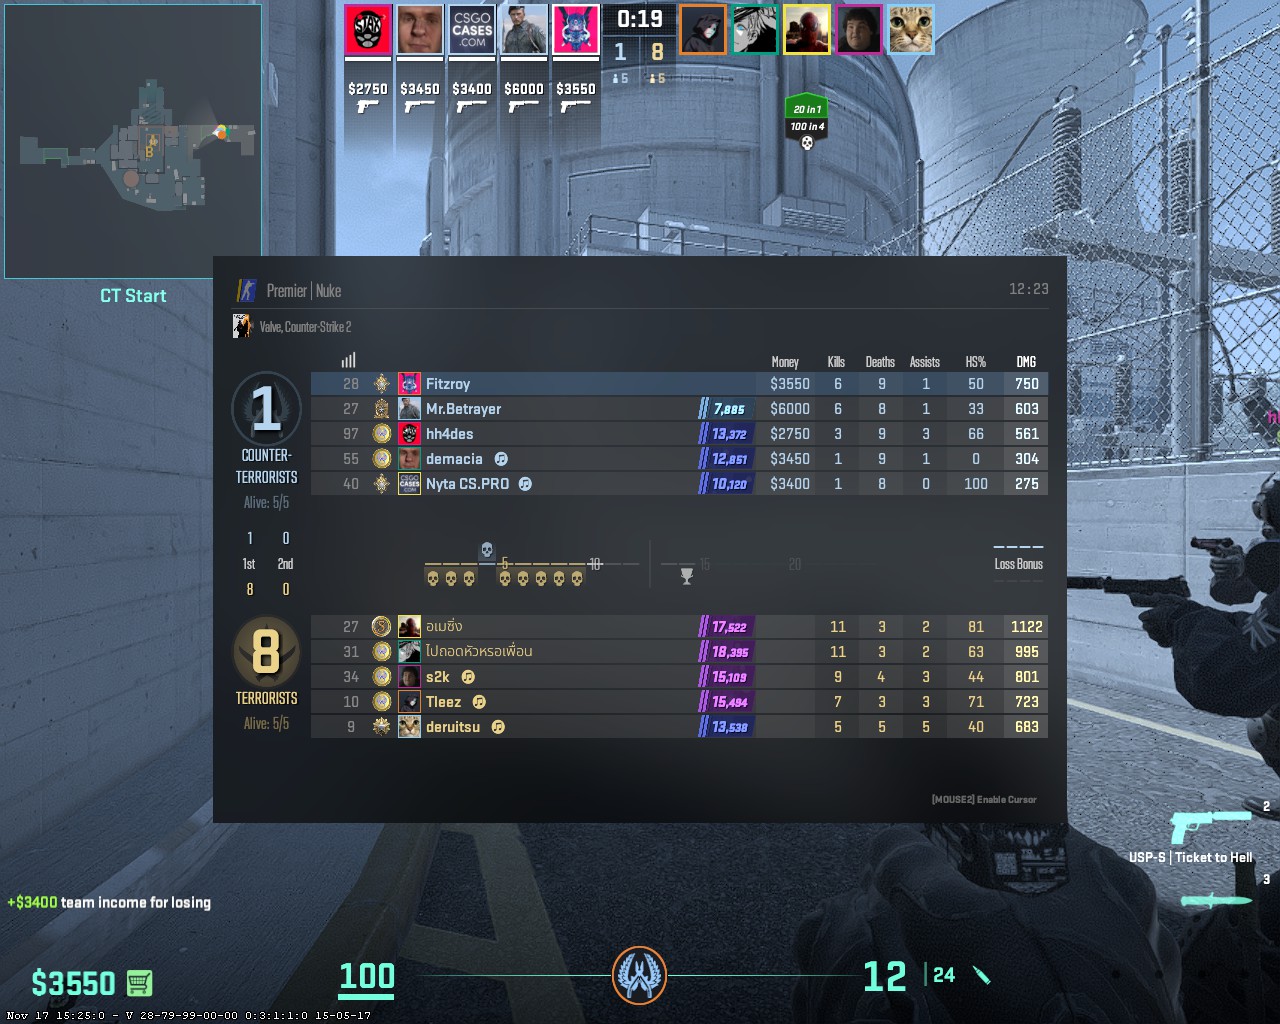 CSGO
CASES
.COM
0:19
1 8
5 5
$2750 $3450 $3400 $6000 $3550
20 in 1
100 in 4
B
CT Start
Premier | Nuke 12:23
Valve, Counter-Strike 2
Money Kills Deaths Assists HS% DMG
28 Fitzroy $3550 6 9 1 50 750
27 Mr.Betrayer 7,885 $6000 6 8 1 33 603
97 hh4des 13,372 $2750 3 9 3 66 561
55 demacia 12,851 $3450 1 9 1 0 304
40 Nyta CS.PRO 10,120 $3400 1 8 0 100 275
1
COUNTER-
TERRORISTS
Alive: 5/5
1 0
1st 2nd
8 0
5 10 15 20
Loss Bonus
8
TERRORISTS
Alive: 5/5
27 อเมซิ่ง 17,522 11 3 2 81 1122
31 ไปถอดหัวหรอเพื่อน 18,395 11 3 2 63 995
34 s2k 15,109 9 4 3 44 801
10 Tleez 15,494 7 3 3 71 723
9 deruitsu 13,538 5 5 5 40 683
[MOUSE2] Enable Cursor
2
USP-S | Ticket to Hell
3
+$3400 team income for losing
$3550 100 12 24
Nov 17 15:25:0 - V 28-79-99-00-00 0:3:1:1:0 15-05-17